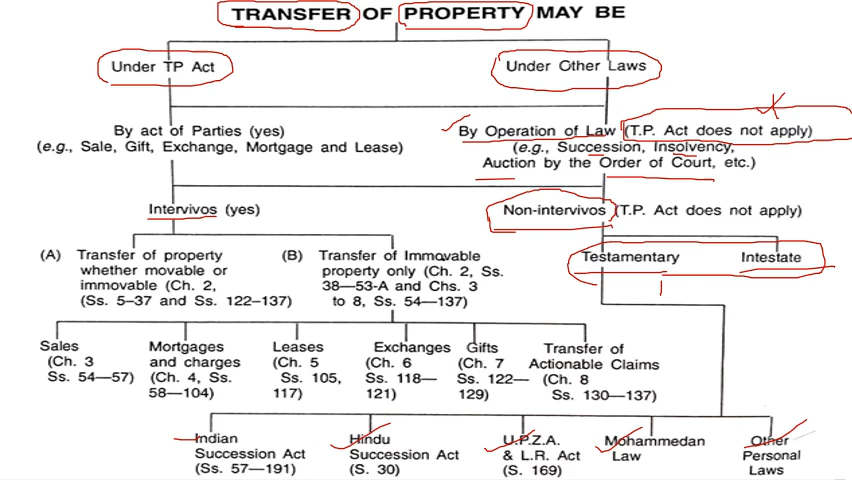 TRANSFER OF PROPERTY MAY BE
Under TP Act
Under Other Laws
By act of Parties (yes)
(e.g., Sale, Gift, Exchange, Mortgage and Lease)
By Operation of Law (T.P. Act does not apply)
(e.g., Succession, Insolvency,
Auction by the Order of Court, etc.)
Intervivos (yes)
Non-intervivos (T.P. Act does not apply)
(A) Transfer of property
whether movable or
immovable (Ch. 2,
(Ss. 5–37 and Ss. 122–137)
(B) Transfer of Immovable
property only (Ch. 2, Ss.
38—53-A and Chs. 3
to 8, Ss. 54—137)
Testamentary
Intestate
Sales
(Ch. 3
Ss. 54—57)
Mortgages
and charges
(Ch. 4, Ss.
58—104)
Leases
(Ch. 5
Ss. 105,
117)
Exchanges
(Ch. 6
Ss. 118—
121)
Gifts
(Ch. 7
Ss. 122—
129)
Transfer of
Actionable Claims
(Ch. 8
Ss. 130—137)
Indian
Succession Act
(Ss. 57—191)
Hindu
Succession Act
(S. 30)
U.P.Z.A.
& L.R. Act
(S. 169)
Mohammedan
Law
Other
Personal
Laws